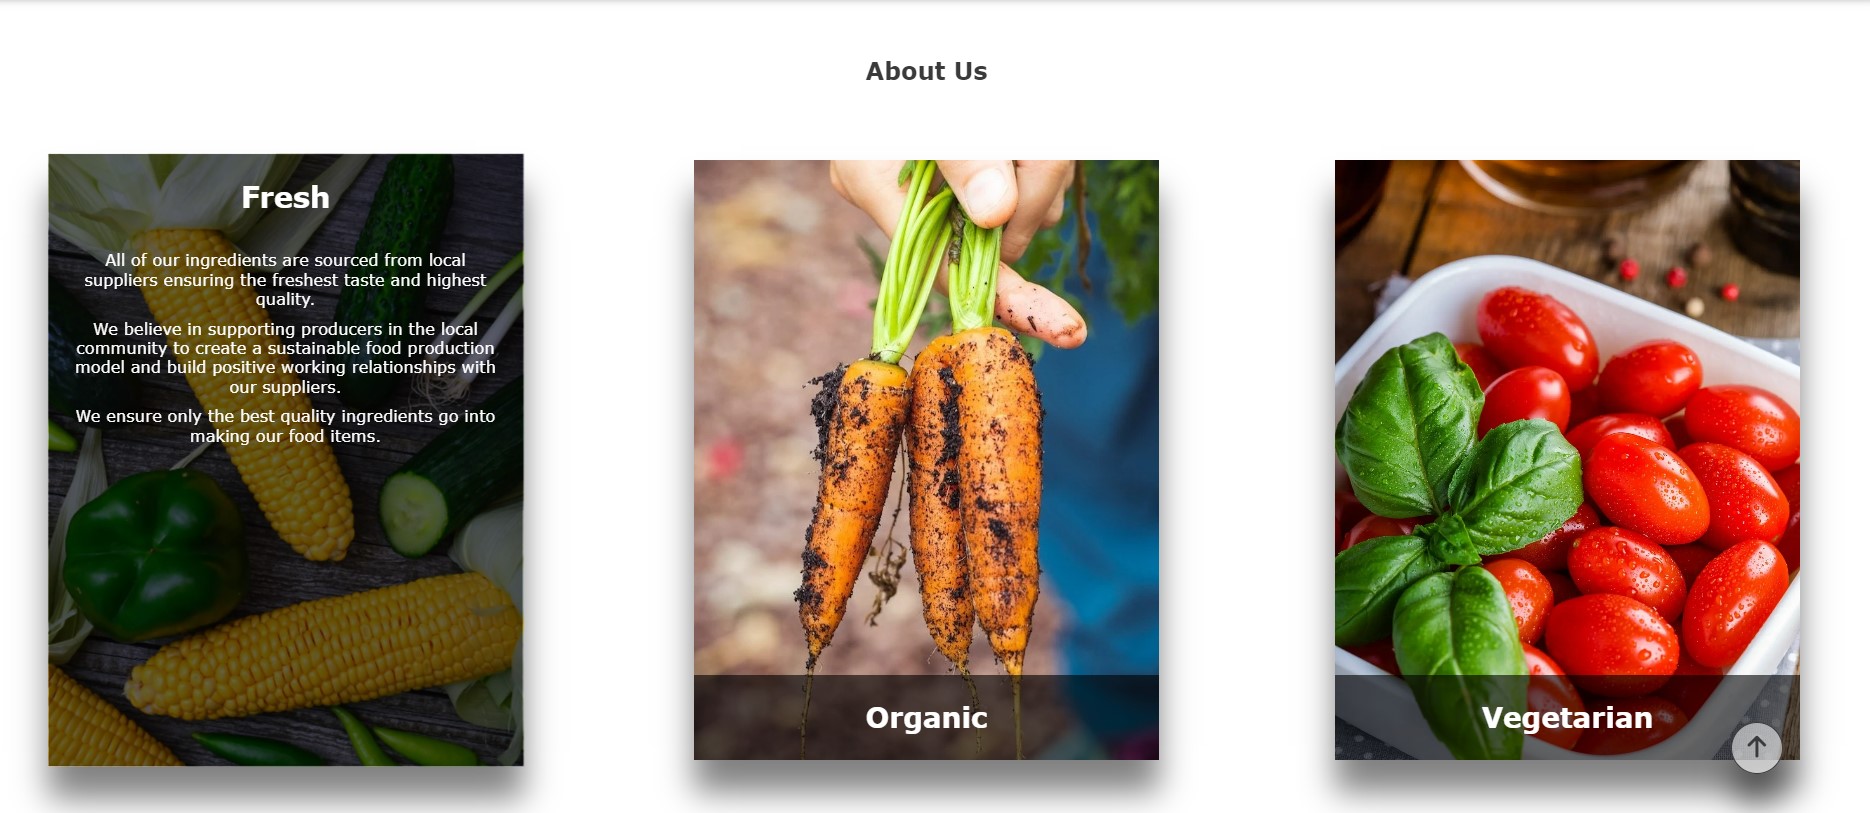 About Us
Fresh
All of our ingredients are sourced from local
suppliers ensuring the freshest taste and highest
quality.
We believe in supporting producers in the local
community to create a sustainable food production
model and build positive working relationships with
our suppliers.
We ensure only the best quality ingredients go into
making our food items.
Organic
Vegetarian